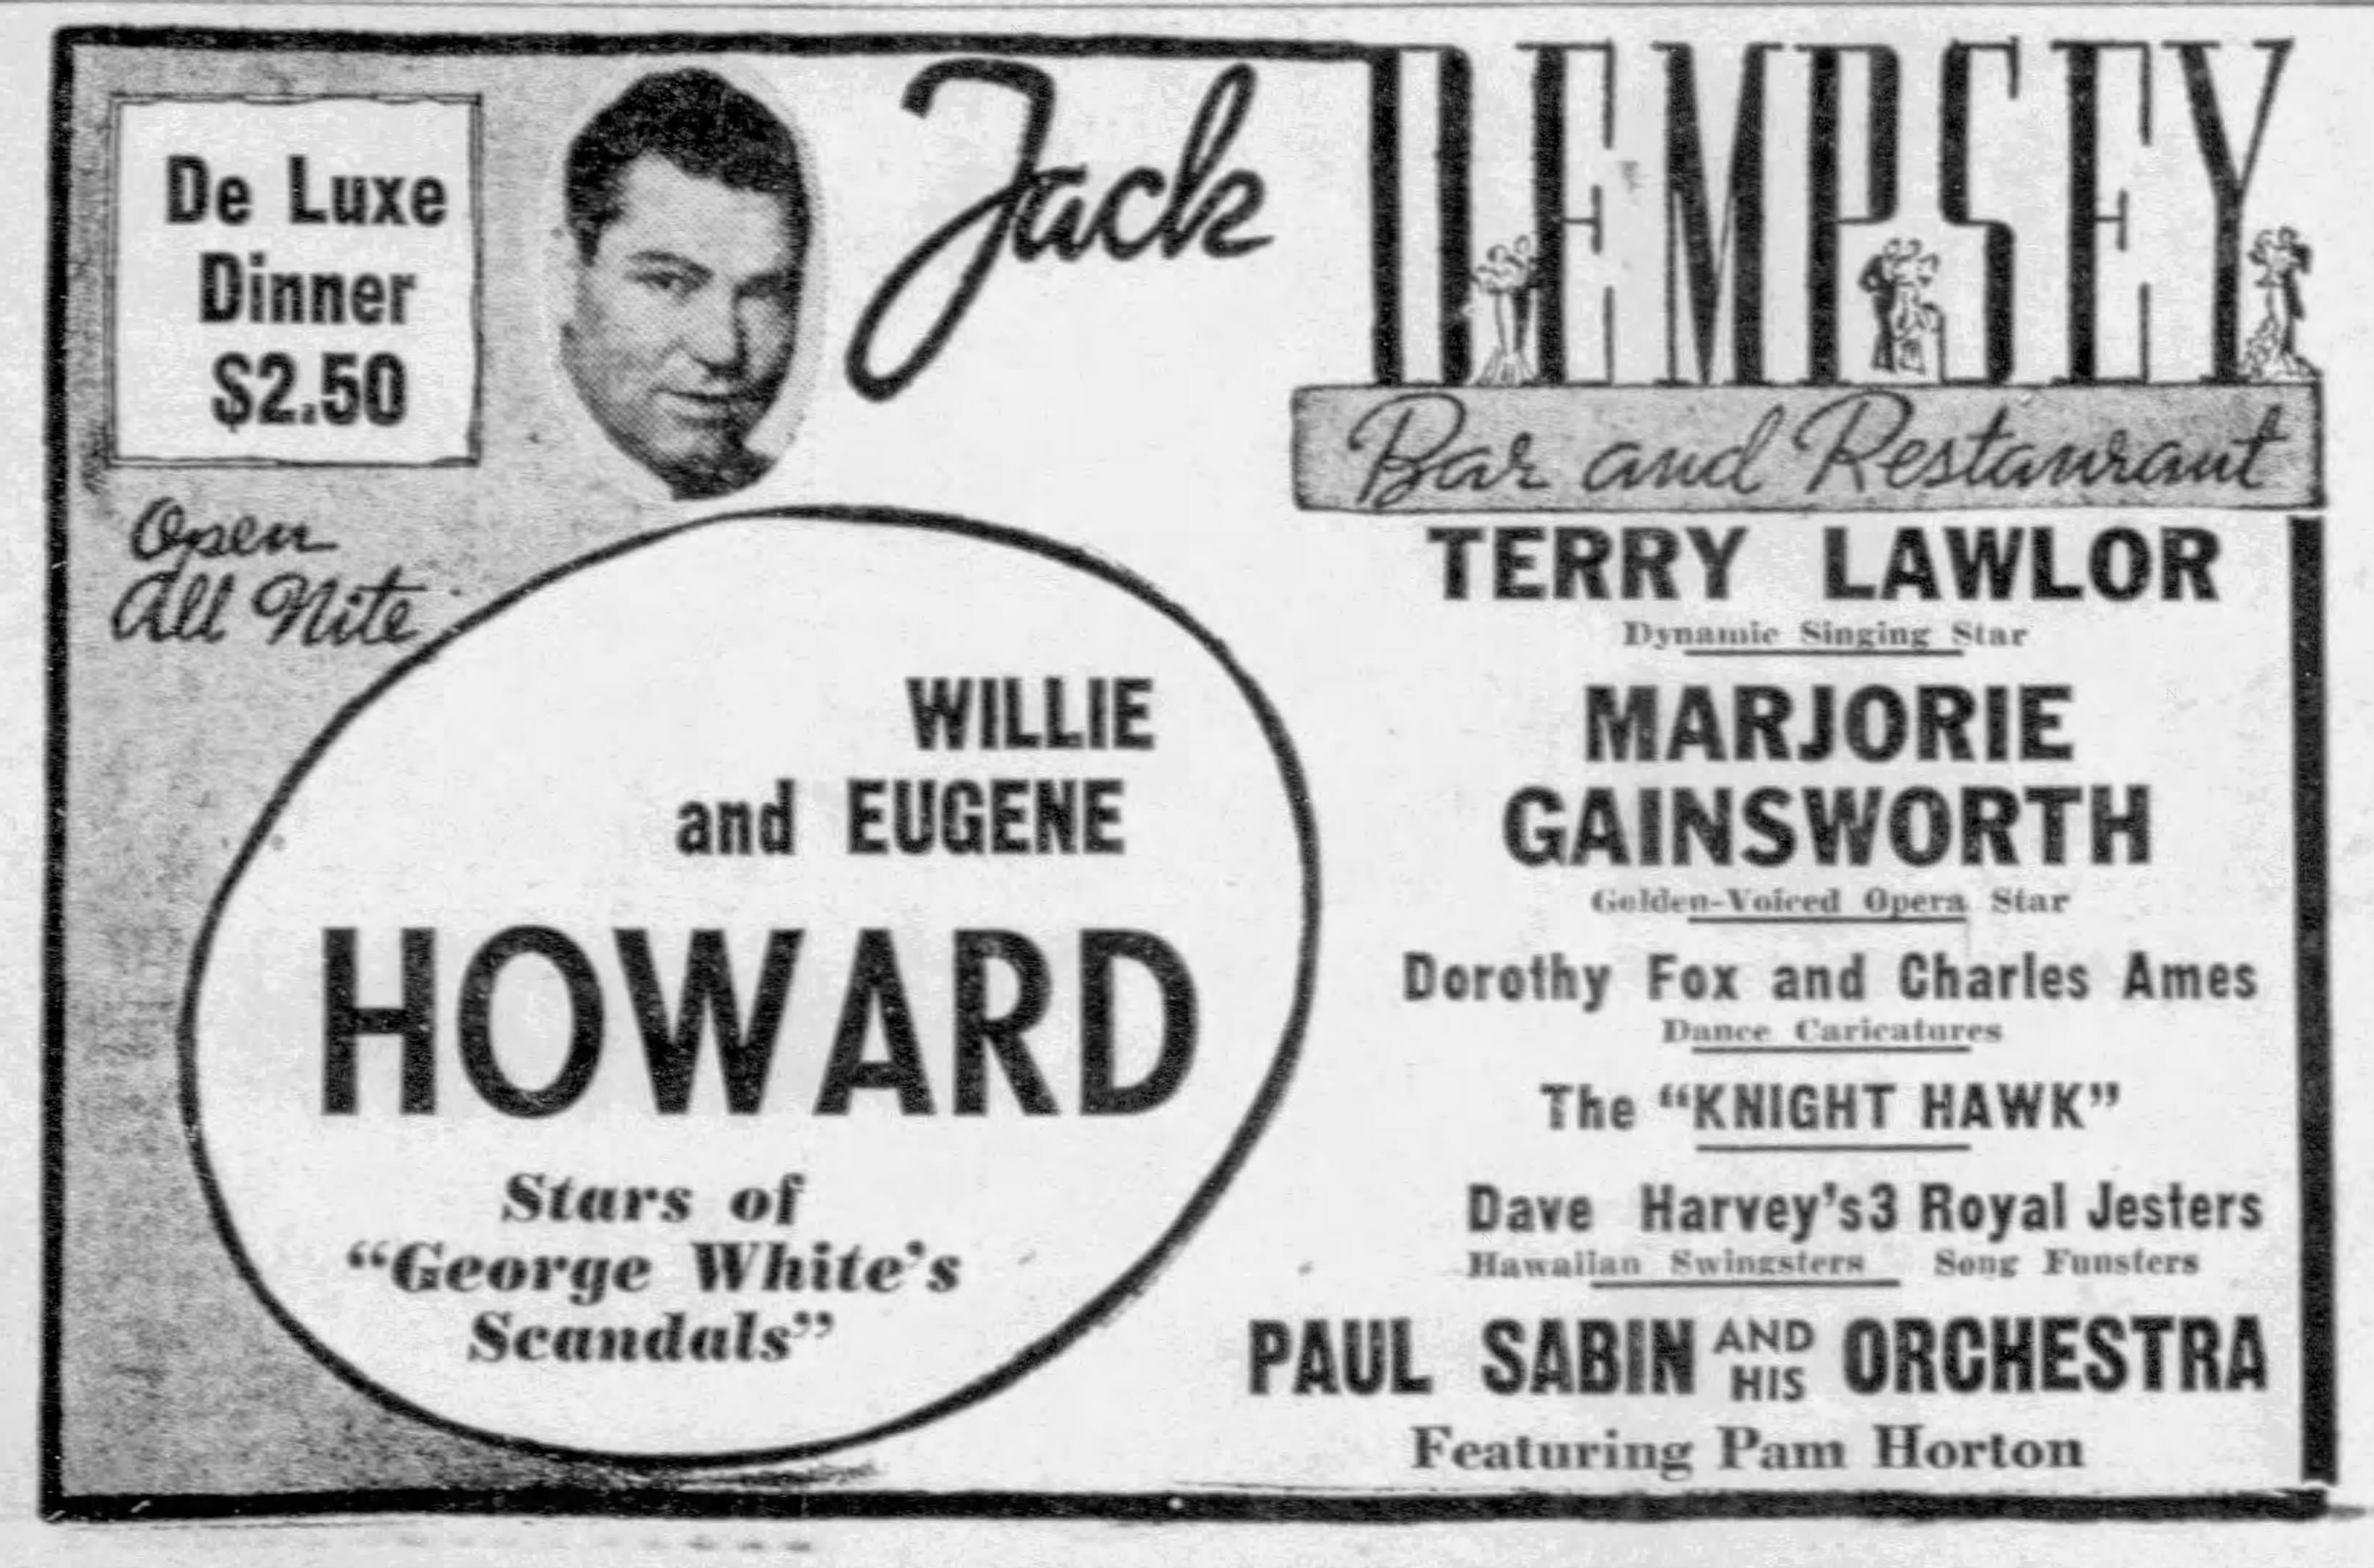 De Luxe
Dinner
$2.50
Open
All Nite
Jack
DEMPSEY
Bar and Restaurant
WILLIE
and EUGENE
HOWARD
Stars of
"George White's
Scandals"
TERRY LAWLOR
Dynamic Singing Star
MARJORIE
GAINSWORTH
Golden-Voiced Opera Star
Dorothy Fox and Charles Ames
Dance Caricatures
The "KNIGHT HAWK"
Dave Harvey's 3 Royal Jesters
Hawaiian Swingsters Song Funsters
PAUL SABIN AND HIS ORCHESTRA
Featuring Pam Horton